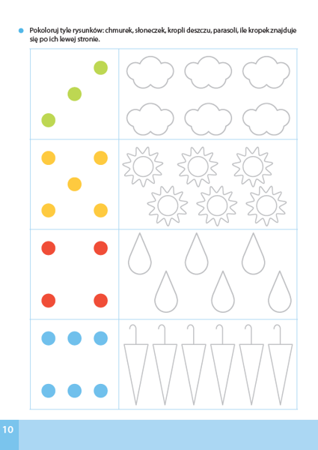 Pokoloruj tyle rysunków: chmurek, słoneczek, kropli deszczu, parasoli, ile kropek znajduje
się po ich lewej stronie.
10